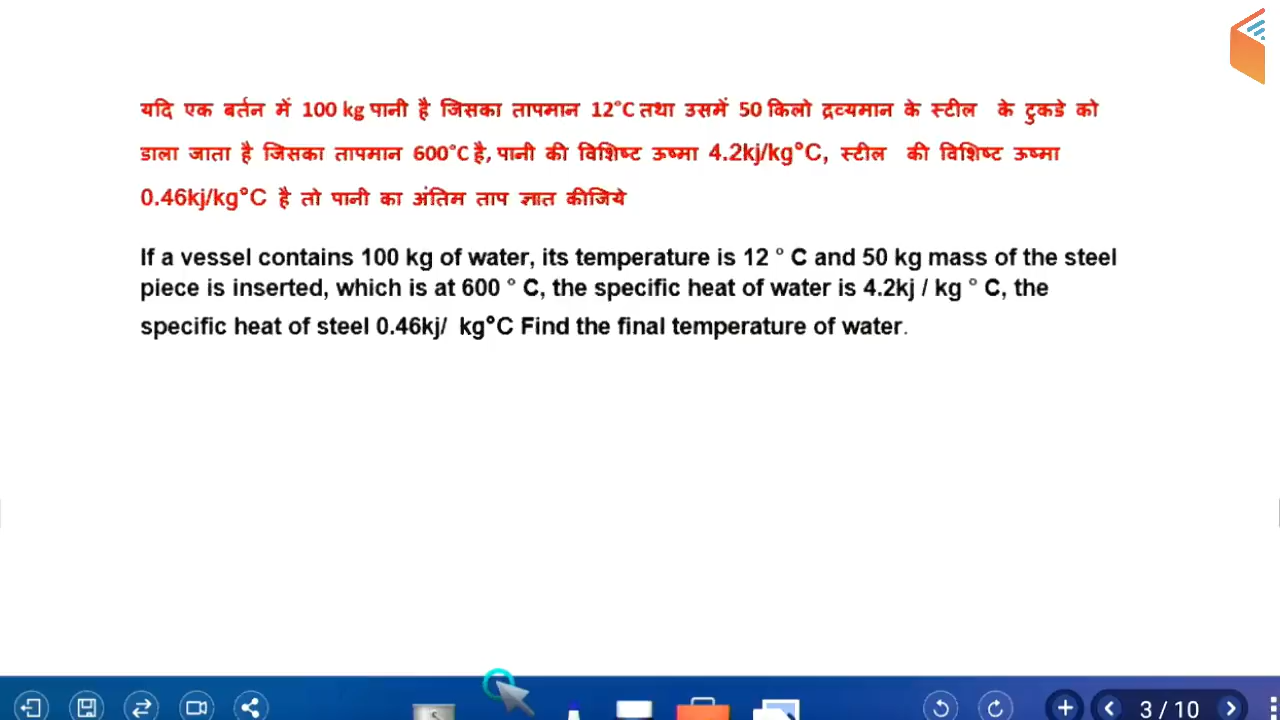 यदि एक बर्तन में 100 kg पानी है जिसका तापमान 12°C तथा उसमें 50 किलो द्रव्यमान के स्टील के टुकडे को
डाला जाता है जिसका तापमान 600°C है, पानी की विशिष्ट ऊष्मा 4.2kj/kg°C, स्टील की विशिष्ट ऊष्मा
0.46kj/kg°C है तो पानी का अंतिम ताप ज्ञात कीजिये
If a vessel contains 100 kg of water, its temperature is 12 ° C and 50 kg mass of the steel
piece is inserted, which is at 600 ° C, the specific heat of water is 4.2kj / kg ° C, the
specific heat of steel 0.46kj/ kg°C Find the final temperature of water.
3 / 10